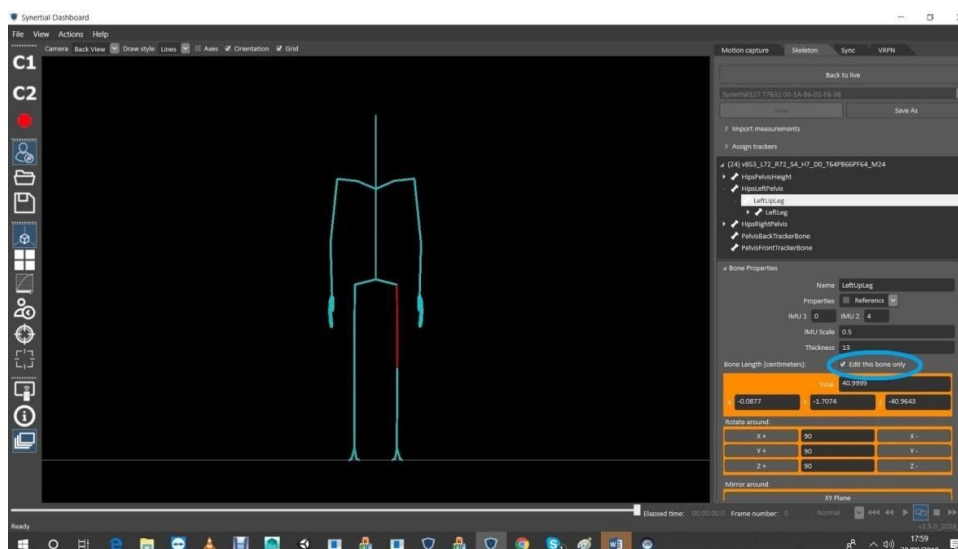 Synertial Dashboard
File View Actions Help
Camera Back View Draw style Lines Axes Orientation Grid
Motion capture Skeleton Sync VRPN
C1
C2
Back to live
Save Save As
Import measurements
Assign trackers
HipsPelvisHeight
HipsLeftPelvis
LeftUpLeg
LeftLeg
HipsRightPelvis
PelvisBackTrackerBone
PelvisFrontTrackerBone
Bone Properties
Name LeftUpLeg
Properties Reference
IMU 1 0 IMU 2 4
IMU Scale 0.5
Thickness 13
Bone Length (centimeters): Edit this bone only
Total 40.9999
-0.0877 -1.7074 -40.9643
Rotate around:
X + 90 X -
Y + 90 Y -
Z + 90 Z -
Mirror around:
XY Plane
Elapsed time: 00:00:00:0 Frame number: 0 Normal
Ready
17:59